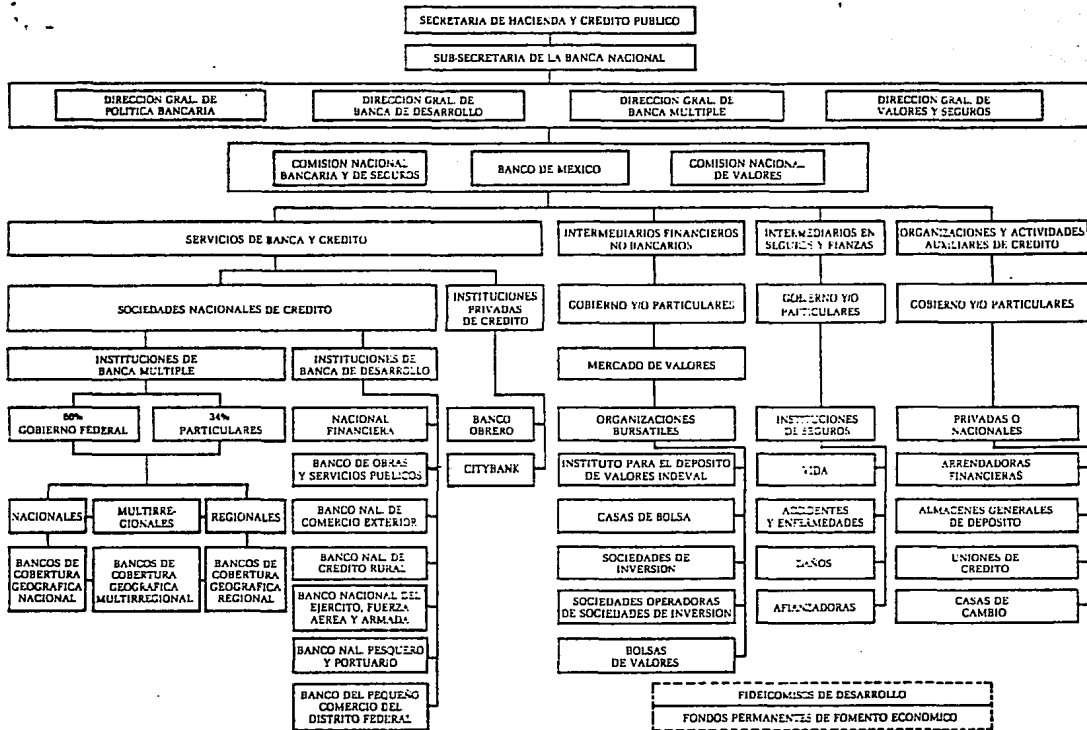 SECRETARIA DE HACIENDA Y CREDITO PUBLICO
SUB-SECRETARIA DE LA BANCA NACIONAL
DIRECCION GRAL. DE
POLITICA BANCARIA
DIRECCION GRAL. DE
BANCA DE DESARROLLO
DIRECCION GRAL. DE
BANCA MULTIPLE
DIRECCION GRAL. DE
VALORES Y SEGUROS
COMISION NACIONAL
BANCARIA Y DE SEGUROS
BANCO DE MEXICO
COMISION NACIONAL
DE VALORES
SERVICIOS DE BANCA Y CREDITO
INTERMEDIARIOS FINANCIEROS
NO BANCARIOS
INTERMEDIARIOS EN
SEGUROS Y FIANZAS
ORGANIZACIONES Y ACTIVIDADES
AUXILIARES DE CREDITO
SOCIEDADES NACIONALES DE CREDITO
INSTITUCIONES
PRIVADAS
DE CREDITO
GOBIERNO Y/O PARTICULARES
GOBIERNO Y/O
PARTICULARES
GOBIERNO Y/O PARTICULARES
INSTITUCIONES DE
BANCA MULTIPLE
INSTITUCIONES DE
BANCA DE DESARROLLO
MERCADO DE VALORES
66%
GOBIERNO FEDERAL
34%
PARTICULARES
NACIONAL
FINANCIERA
BANCO
OBRERO
ORGANIZACIONES
BURSATILES
INSTITUCIONES
DE SEGUROS
PRIVADAS O
NACIONALES
BANCO DE OBRAS
Y SERVICIOS PUBLICOS
CITYBANK
INSTITUTO PARA EL DEPOSITO
DE VALORES INDEVAL
VIDA
ARRENDADORAS
FINANCIERAS
NACIONALES
MULTIRRE-
GIONALES
REGIONALES
BANCO NAL. DE
COMERCIO EXTERIOR
CASAS DE BOLSA
ACCIDENTES
Y ENFERMEDADES
ALMACENES GENERALES
DE DEPOSITO
BANCOS DE
COBERTURA
GEOGRAFICA
NACIONAL
BANCOS DE
COBERTURA
GEOGRAFICA
MULTIRREGIONAL
BANCOS DE
COBERTURA
GEOGRAFICA
REGIONAL
BANCO NAL. DE
CREDITO RURAL
SOCIEDADES DE
INVERSION
DAÑOS
UNIONES DE
CREDITO
BANCO NACIONAL DEL
EJERCITO, FUERZA
AEREA Y ARMADA
SOCIEDADES OPERADORAS
DE SOCIEDADES DE INVERSION
AFIANZADORAS
CASAS DE
CAMBIO
BANCO NAL. PESQUERO
Y PORTUARIO
BOLSAS
DE VALORES
BANCO DEL PEQUEÑO
COMERCIO DEL
DISTRITO FEDERAL
FIDEICOMISOS DE DESARROLLO
FONDOS PERMANENTES DE FOMENTO ECONOMICO